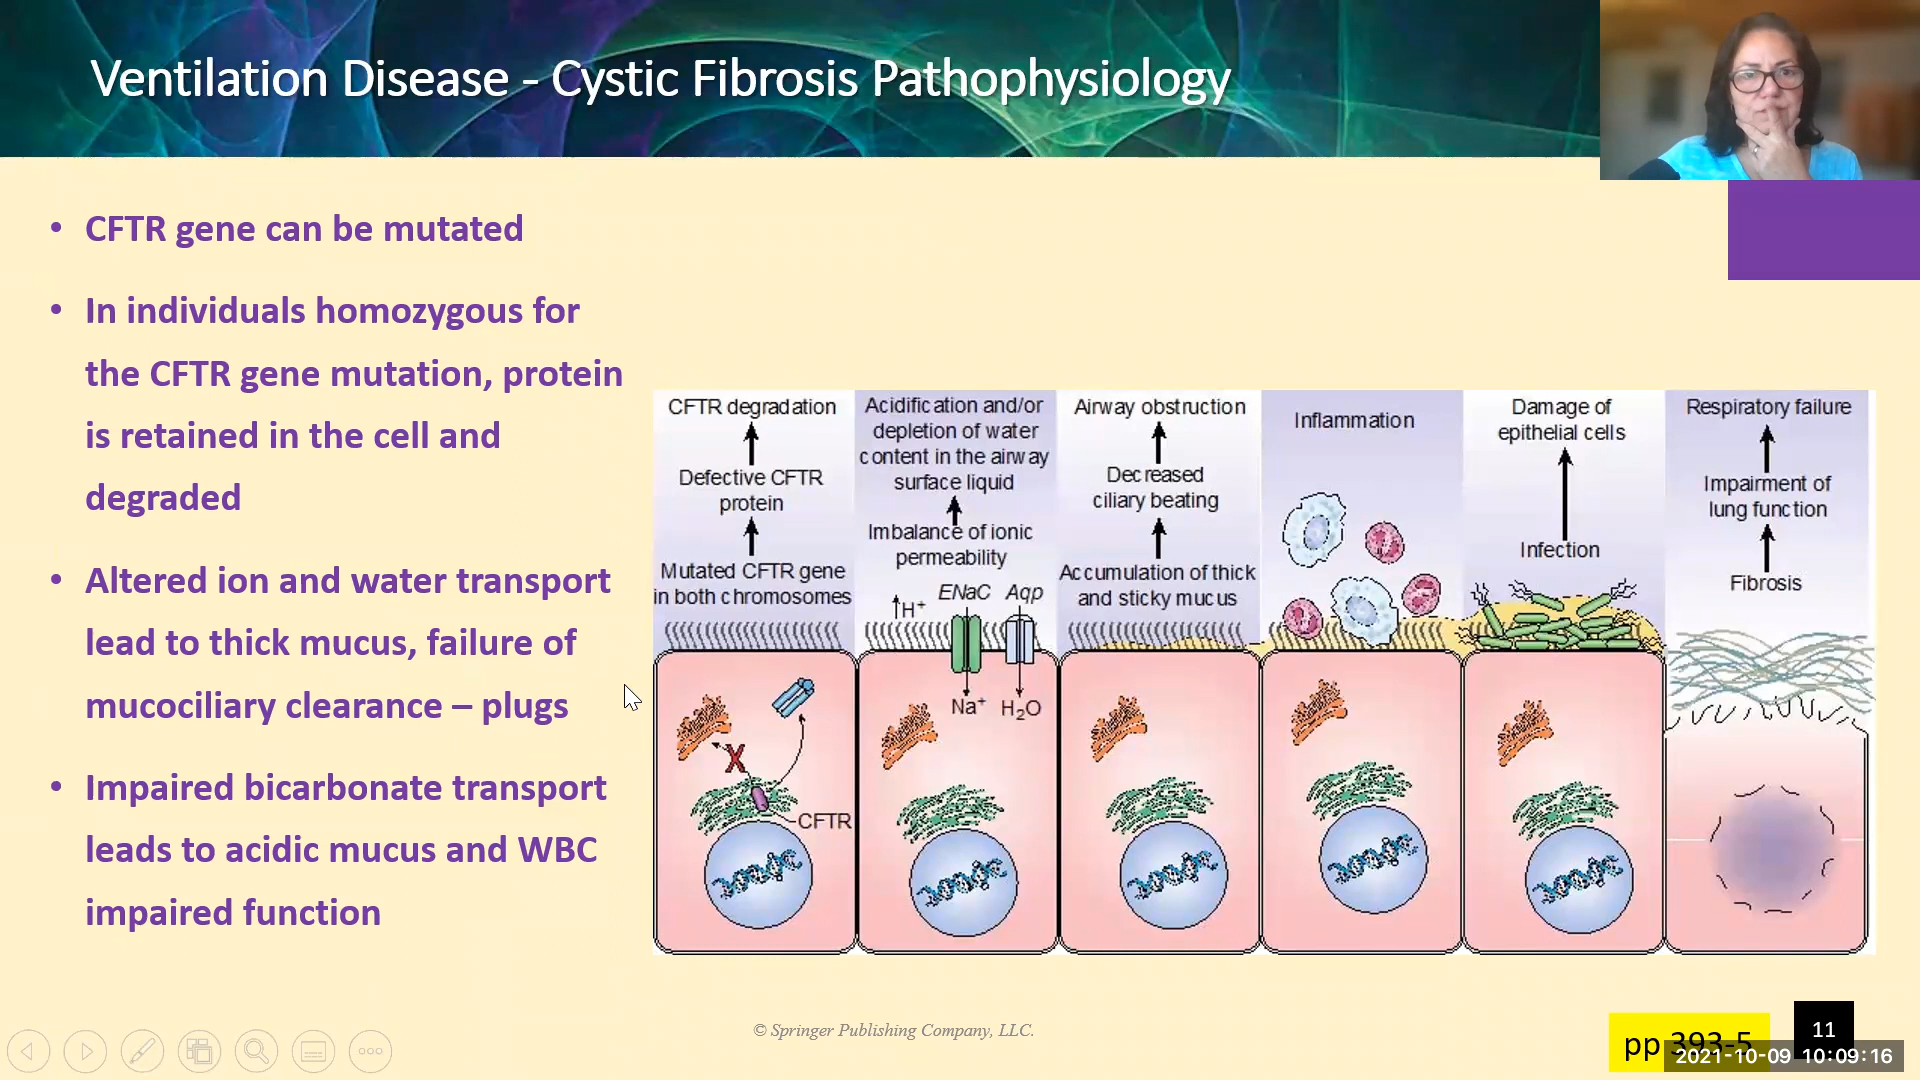 Ventilation Disease - Cystic Fibrosis Pathophysiology
• CFTR gene can be mutated
• In individuals homozygous for
the CFTR gene mutation, protein
is retained in the cell and
degraded
• Altered ion and water transport
lead to thick mucus, failure of
mucociliary clearance – plugs
• Impaired bicarbonate transport
leads to acidic mucus and WBC
impaired function
CFTR degradation
Defective CFTR
protein
Mutated CFTR gene
in both chromosomes
CFTR
Acidification and/or
depletion of water
content in the airway
surface liquid
Imbalance of ionic
permeability
ENaC Aqp
↑H⁺
Na⁺ H₂O
Airway obstruction
Decreased
ciliary beating
Accumulation of thick
and sticky mucus
Inflammation
Damage of
epithelial cells
Infection
Respiratory failure
Impairment of
lung function
Fibrosis
© Springer Publishing Company, LLC.
pp 393-5
11
2021-10-09 10:09:16